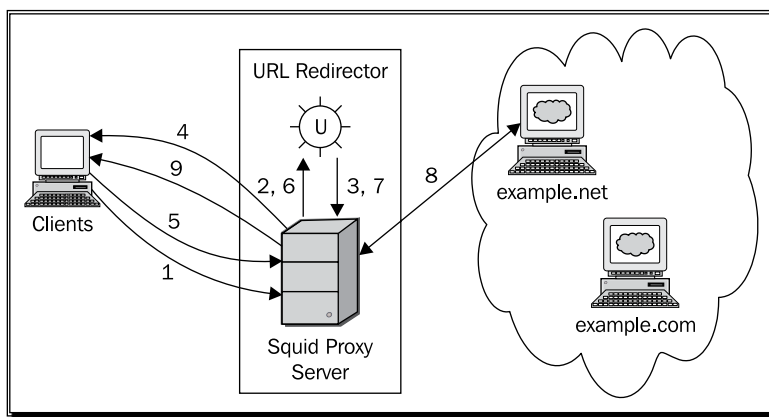 URL Redirector
U
4
9
2, 6
3, 7
8
Clients
5
1
example.net
example.com
Squid Proxy
Server